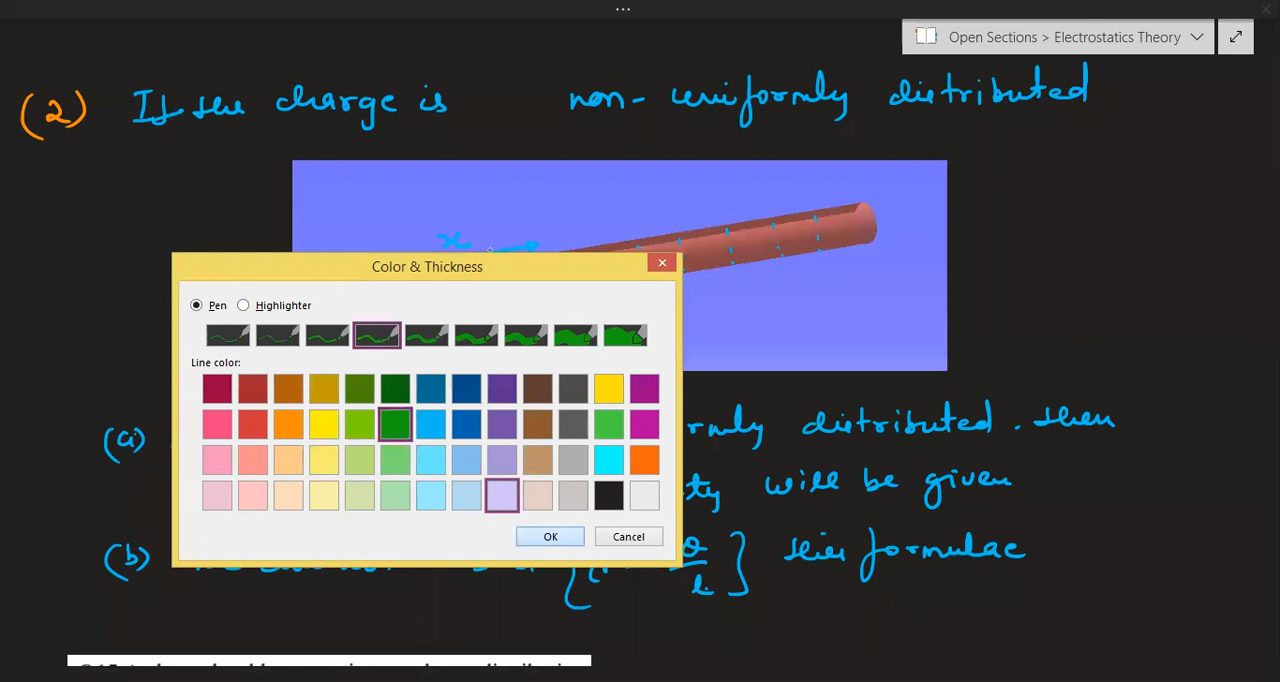 ...
Open Sections > Electrostatics Theory
(2) If the charge is non-uniformly distributed
x
Color & Thickness
Pen Highlighter
Line color:
(a) distributed. then
will be given
OK Cancel
(b) } this formulae